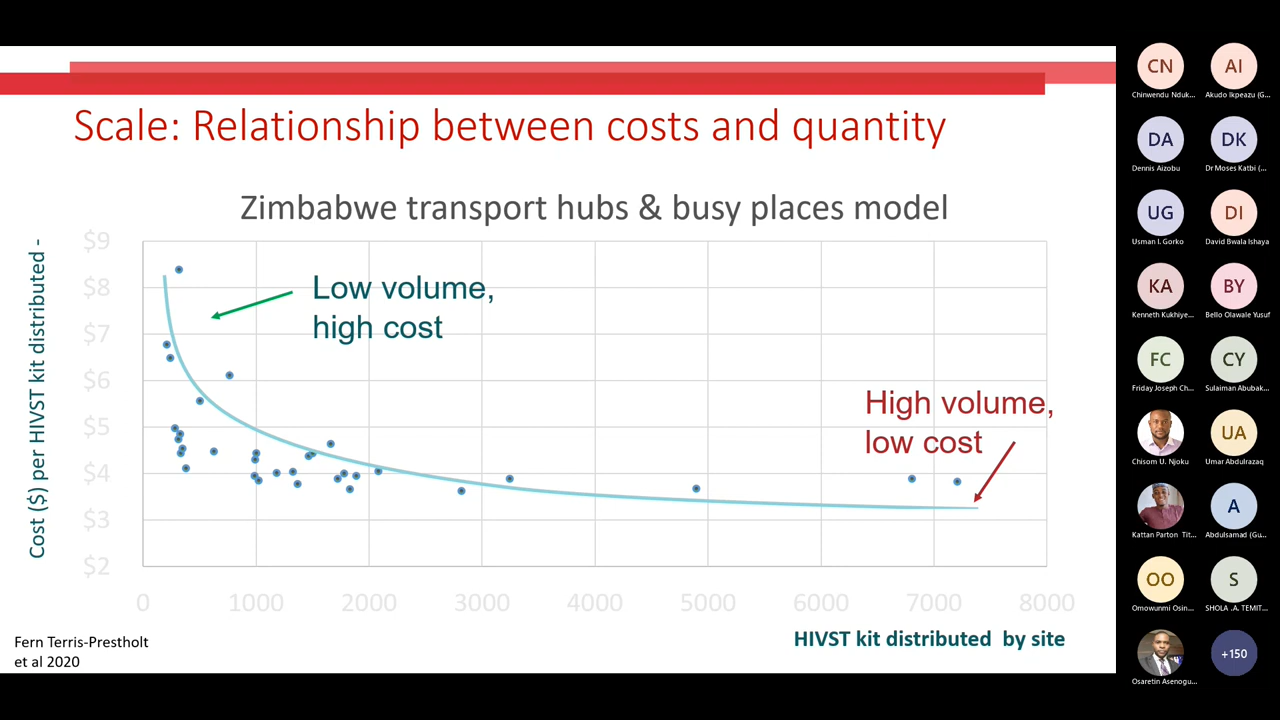 Scale: Relationship between costs and quantity
Zimbabwe transport hubs & busy places model
Cost ($) per HIVST kit distributed -
$9
$8
$7
$6
$5
$4
$3
$2
Low volume,
high cost
High volume,
low cost
0 1000 2000 3000 4000 5000 6000 7000 8000
HIVST kit distributed by site
Fern Terris-Prestholt
et al 2020
CN AI
Chinwendu Nduk... Akudo Ikpeazu (G...
DA DK
Dennis Aizobu Dr Moses Katbi (...
UG DI
Usman I. Gorko David Bwala Ishaya
KA BY
Kenneth Kukhiye... Bello Olawale Yusuf
FC CY
Friday Joseph Ch... Sulaiman Abubak...
UA
Chisom U. Njoku Umar Abdulrazaq
A
Kattan Parton Tit... Abdulsamad (Gu...
OO S
Omowunmi Osin... SHOLA .A. TEMIT...
+150
Osaretin Asenogu...